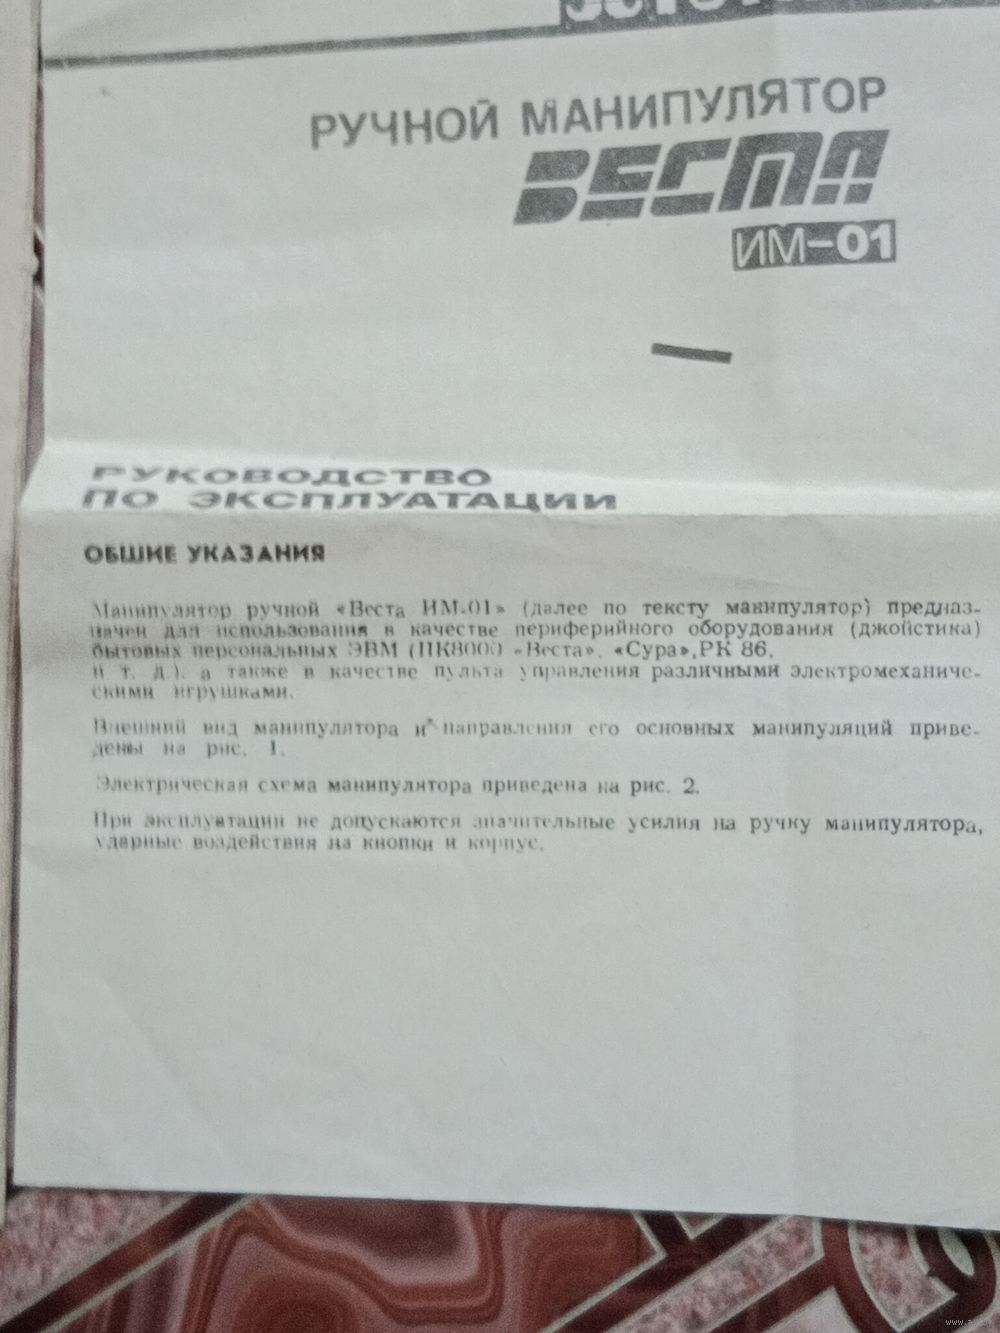 РУЧНОЙ МАНИПУЛЯТОР
ВЕСТА
ИМ-01
РУКОВОДСТВО
ПО ЭКСПЛУАТАЦИИ
ОБЩИЕ УКАЗАНИЯ
Манипулятор ручной «Веста ИМ-01» (далее по тексту манипулятор) предназ-
начен для использования в качестве периферийного оборудования (джойстика)
бытовых персональных ЭВМ (ПК8000 «Веста», «Сура», РК 86,
и т. д.), а также в качестве пульта управления различными электромеханиче-
скими игрушками.
Внешний вид манипулятора и направления его основных манипуляций приве-
дены на рис. 1.
Электрическая схема манипулятора приведена на рис. 2.
При эксплуатации не допускаются значительные усилия на ручку манипулятора,
ударные воздействия на кнопки и корпус.